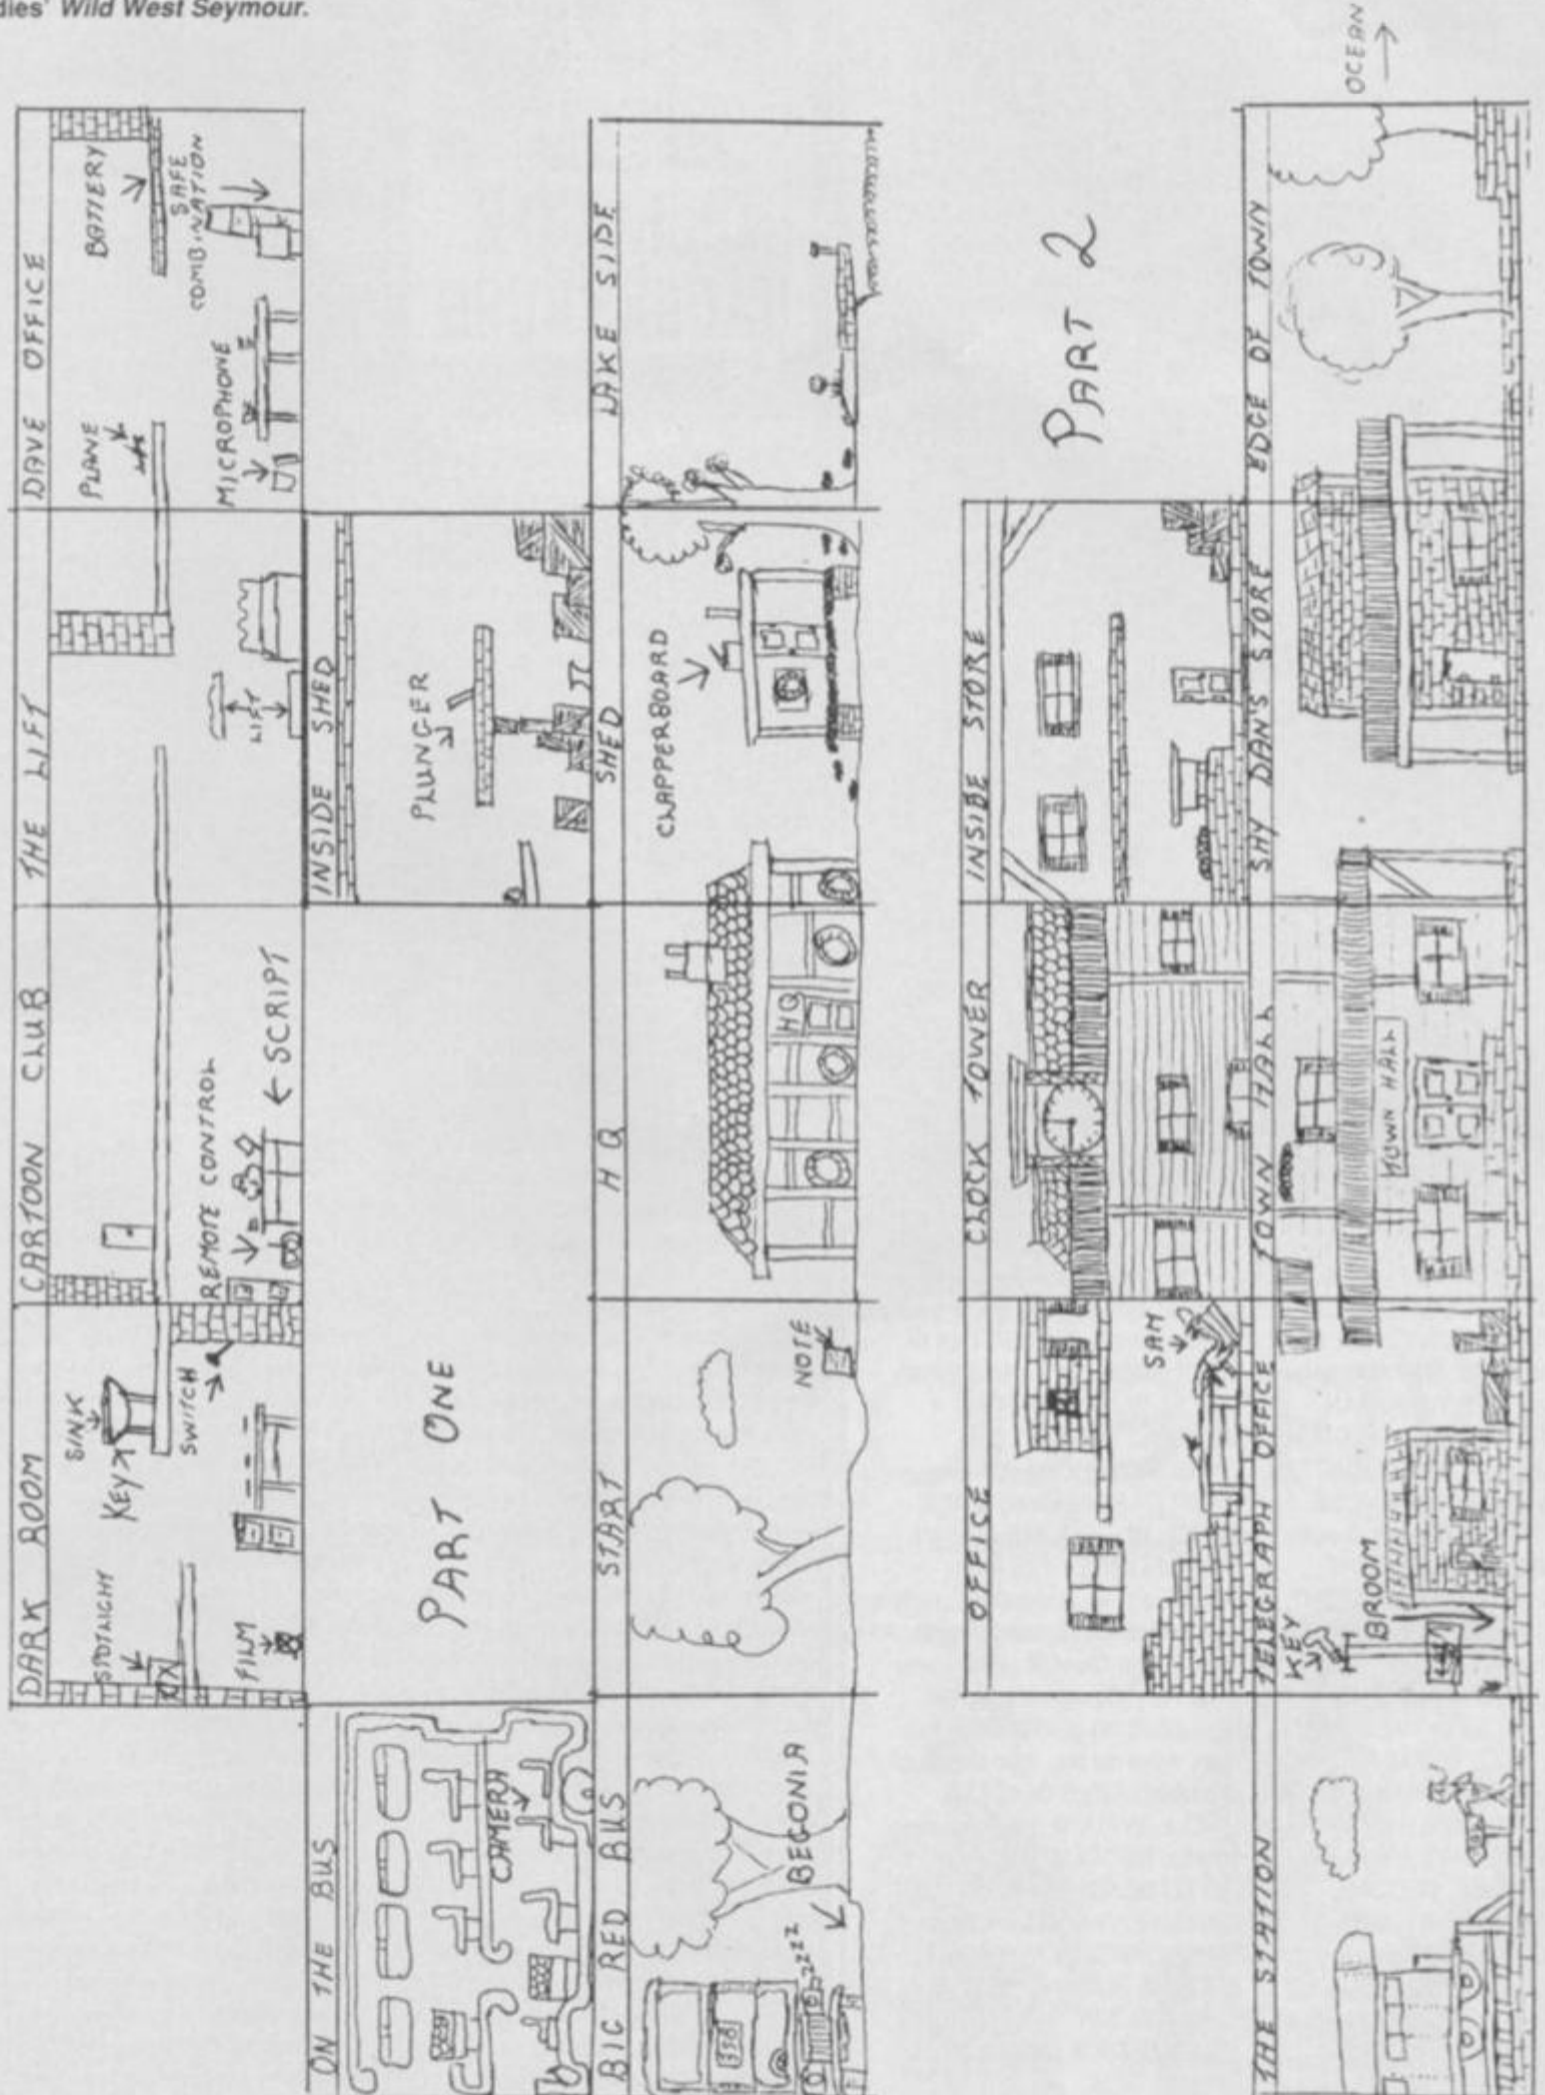 dies' Wild West Seymour.
DARK ROOM
SPOTLIGHT
SINK
KEY
SWITCH
FILM
CARTOON CLUB
REMOTE CONTROL
← SCRIPT
THE LIFT
LIFT
DAVE OFFICE
PLANE
BATTERY
MICROPHONE
SAFE
COMBINATION
ON THE BUS
CAMERA
PART ONE
INSIDE SHED
PLUNGER
BIG RED BUS
ZZZZ
BEGONIA
START
NOTE
HQ
HQ
SHED
CLAPPERBOARD
LAKE SIDE
PART 2
OFFICE
SAM
CLOCK TOWER
INSIDE STORE
THE STATION
TELEGRAPH OFFICE
KEY
BROOM
TOWN HALL
TOWN HALL
SHY DAN'S STORE
EDGE OF TOWN
OCEAN
→